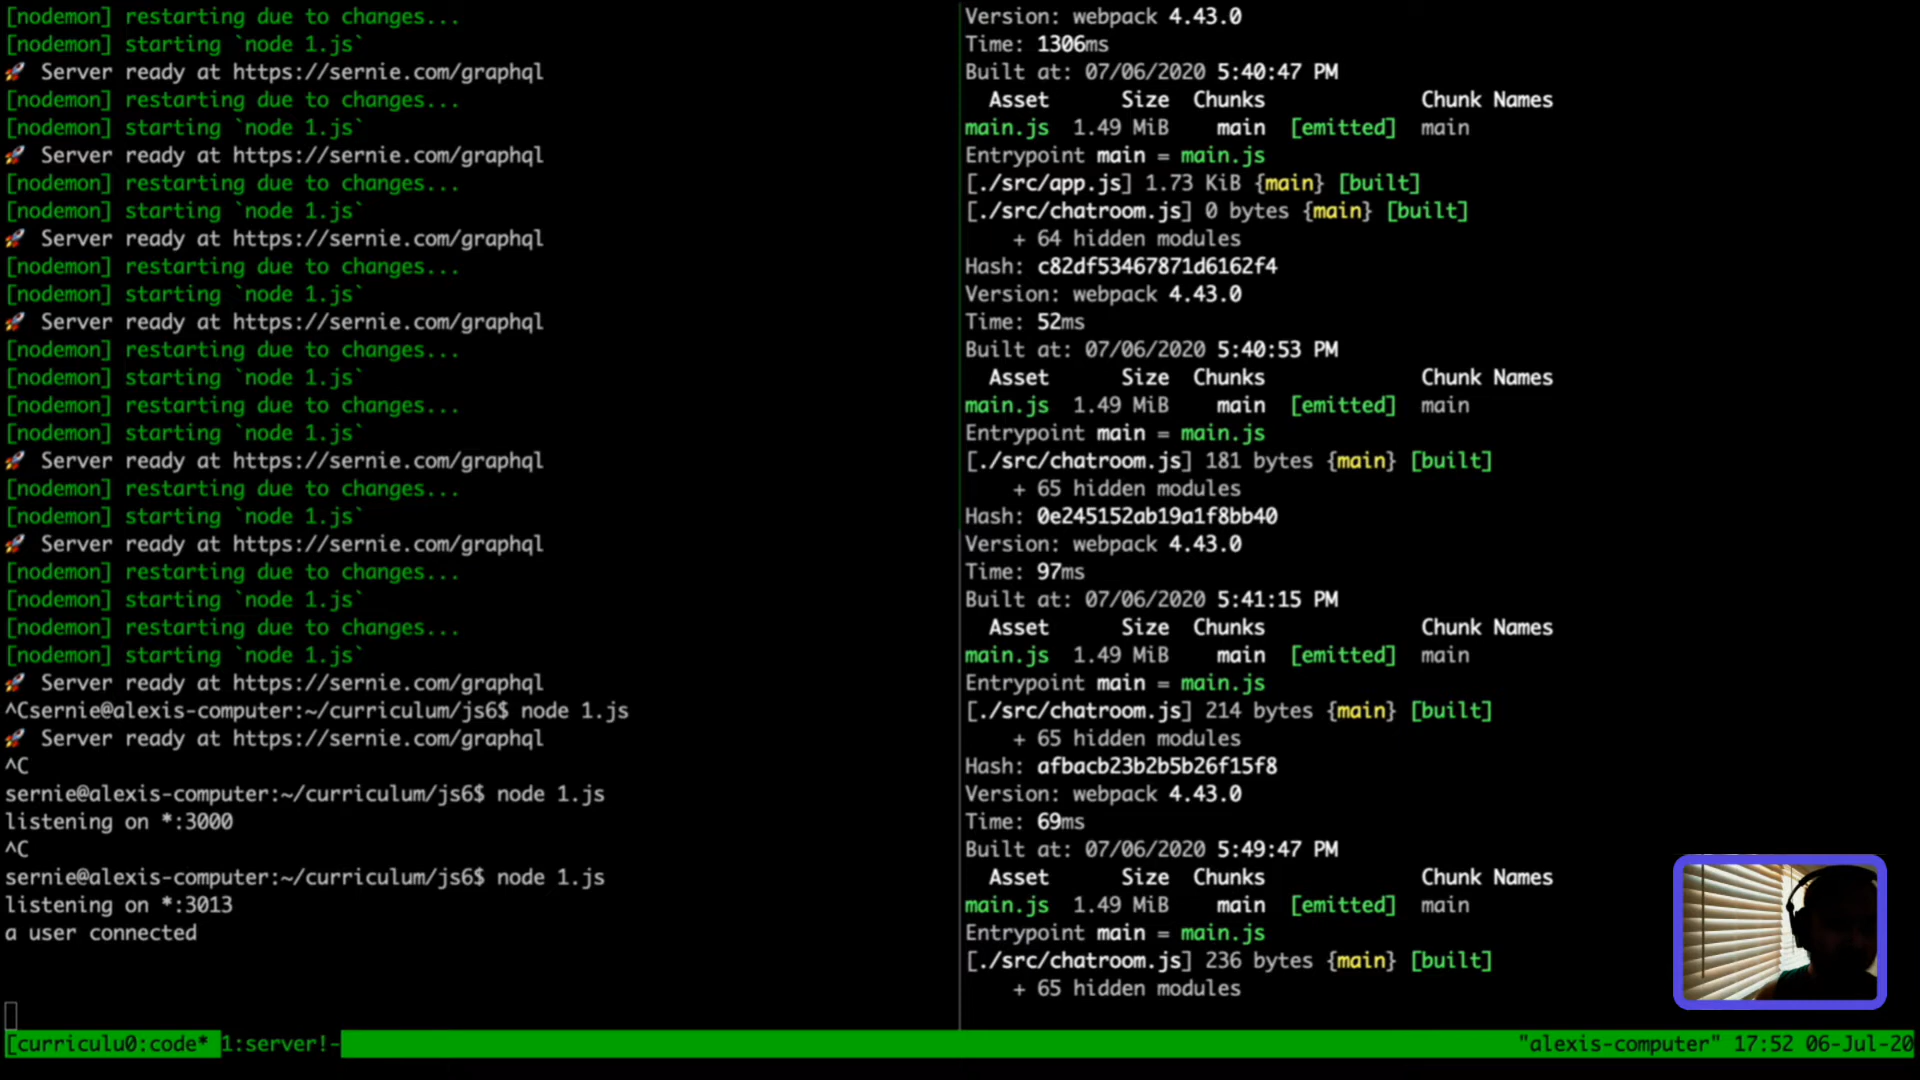 [nodemon] restarting due to changes...
[nodemon] starting `node 1.js`
🚀 Server ready at https://sernie.com/graphql
[nodemon] restarting due to changes...
[nodemon] starting `node 1.js`
🚀 Server ready at https://sernie.com/graphql
[nodemon] restarting due to changes...
[nodemon] starting `node 1.js`
🚀 Server ready at https://sernie.com/graphql
[nodemon] restarting due to changes...
[nodemon] starting `node 1.js`
🚀 Server ready at https://sernie.com/graphql
[nodemon] restarting due to changes...
[nodemon] starting `node 1.js`
[nodemon] restarting due to changes...
[nodemon] starting `node 1.js`
🚀 Server ready at https://sernie.com/graphql
[nodemon] restarting due to changes...
[nodemon] starting `node 1.js`
🚀 Server ready at https://sernie.com/graphql
[nodemon] restarting due to changes...
[nodemon] starting `node 1.js`
[nodemon] restarting due to changes...
[nodemon] starting `node 1.js`
🚀 Server ready at https://sernie.com/graphql
^Csernie@alexis-computer:~/curriculum/js6$ node 1.js
🚀 Server ready at https://sernie.com/graphql
^C
sernie@alexis-computer:~/curriculum/js6$ node 1.js
listening on *:3000
^C
sernie@alexis-computer:~/curriculum/js6$ node 1.js
listening on *:3013
a user connected
Version: webpack 4.43.0
Time: 1306ms
Built at: 07/06/2020 5:40:47 PM
Asset Size Chunks Chunk Names
main.js 1.49 MiB main [emitted] main
Entrypoint main = main.js
[./src/app.js] 1.73 KiB {main} [built]
[./src/chatroom.js] 0 bytes {main} [built]
+ 64 hidden modules
Hash: c82df53467871d6162f4
Version: webpack 4.43.0
Time: 52ms
Built at: 07/06/2020 5:40:53 PM
Asset Size Chunks Chunk Names
main.js 1.49 MiB main [emitted] main
Entrypoint main = main.js
[./src/chatroom.js] 181 bytes {main} [built]
+ 65 hidden modules
Hash: 0e245152ab19a1f8bb40
Version: webpack 4.43.0
Time: 97ms
Built at: 07/06/2020 5:41:15 PM
Asset Size Chunks Chunk Names
main.js 1.49 MiB main [emitted] main
Entrypoint main = main.js
[./src/chatroom.js] 214 bytes {main} [built]
+ 65 hidden modules
Hash: afbacb23b2b5b26f15f8
Version: webpack 4.43.0
Time: 69ms
Built at: 07/06/2020 5:49:47 PM
Asset Size Chunks Chunk Names
main.js 1.49 MiB main [emitted] main
Entrypoint main = main.js
[./src/chatroom.js] 236 bytes {main} [built]
+ 65 hidden modules
[curriculu0:code* 1:server!- "alexis-computer" 17:52 06-Jul-20